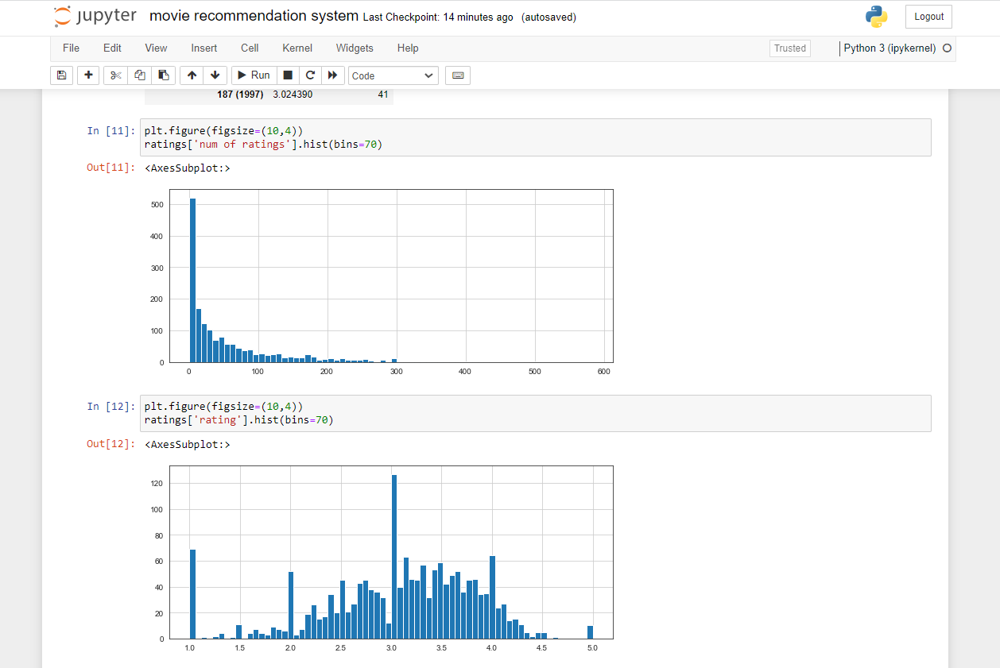 jupyter movie recommendation system Last Checkpoint: 14 minutes ago (autosaved) Logout
File Edit View Insert Cell Kernel Widgets Help Trusted Python 3 (ipykernel)
Run Code
187 (1997) 3.024390 41
In [11]: plt.figure(figsize=(10,4))
ratings['num of ratings'].hist(bins=70)
Out[11]: <AxesSubplot:>
500
400
300
200
100
0
0 100 200 300 400 500 600
In [12]: plt.figure(figsize=(10,4))
ratings['rating'].hist(bins=70)
Out[12]: <AxesSubplot:>
120
100
80
60
40
20
0
1.0 1.5 2.0 2.5 3.0 3.5 4.0 4.5 5.0